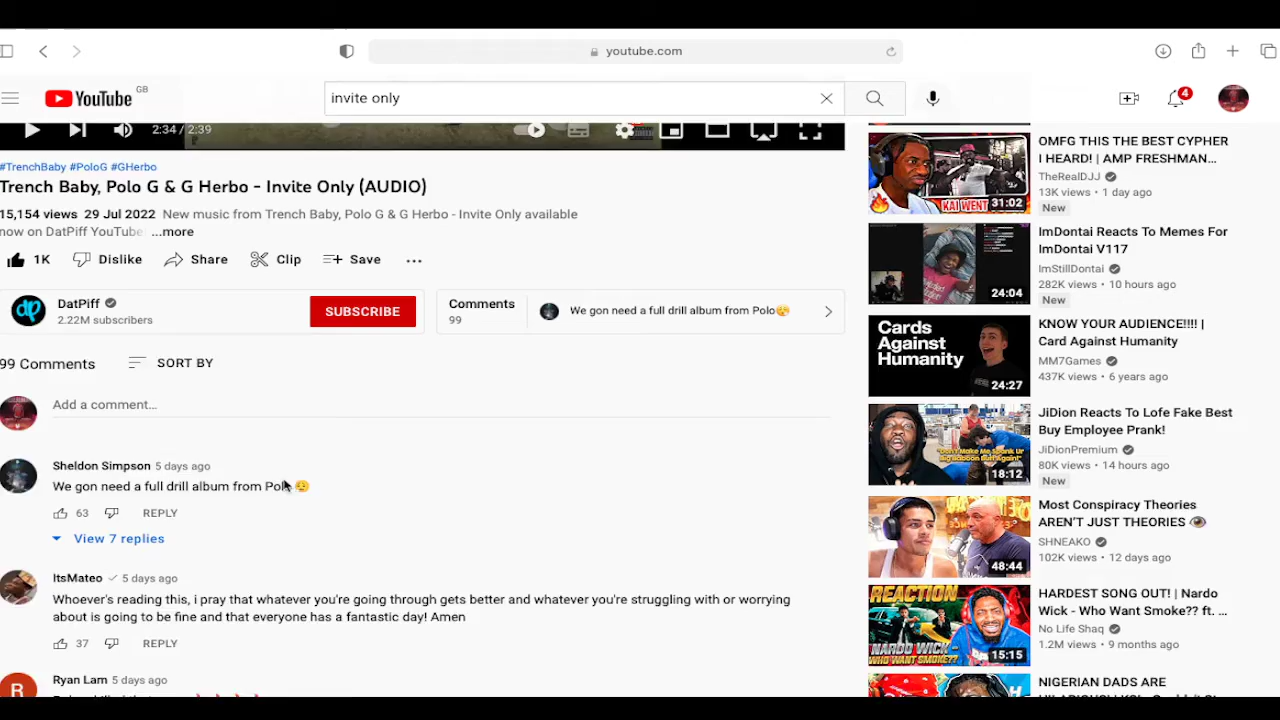 youtube.com
YouTube GB
invite only
4
2:34 / 2:39
#TrenchBaby #PoloG #GHerbo
Trench Baby, Polo G & G Herbo - Invite Only (AUDIO)
15,154 views 29 Jul 2022 New music from Trench Baby, Polo G & G Herbo - Invite Only available
now on DatPiff YouTube ...more
1K Dislike Share Clip Save ...
DatPiff
2.22M subscribers
SUBSCRIBE
Comments
99
We gon need a full drill album from Polo😮‍💨
99 Comments SORT BY
Add a comment...
Sheldon Simpson 5 days ago
We gon need a full drill album from Polo😮‍💨
63 REPLY
View 7 replies
ItsMateo 5 days ago
Whoever's reading this, i pray that whatever you're going through gets better and whatever you're struggling with or worrying
about is going to be fine and that everyone has a fantastic day! Amen
37 REPLY
R
Ryan Lam 5 days ago
KAI WENT
31:02
OMFG THIS THE BEST CYPHER
I HEARD! | AMP FRESHMAN...
TheRealDJJ
13K views • 1 day ago
New
24:04
ImDontai Reacts To Memes For
ImDontai V117
ImStillDontai
282K views • 10 hours ago
New
Cards
Against
Humanity
24:27
KNOW YOUR AUDIENCE!!!! |
Card Against Humanity
MM7Games
437K views • 6 years ago
18:12
JiDion Reacts To Lofe Fake Best
Buy Employee Prank!
JiDionPremium
80K views • 14 hours ago
New
48:44
Most Conspiracy Theories
AREN'T JUST THEORIES 👁️
SHNEAKO
102K views • 12 days ago
REACTION
NARDO WICK -
WHO WANT SMOKE??
15:15
HARDEST SONG OUT! | Nardo
Wick - Who Want Smoke?? ft. ...
No Life Shaq
1.2M views • 9 months ago
NIGERIAN DADS ARE